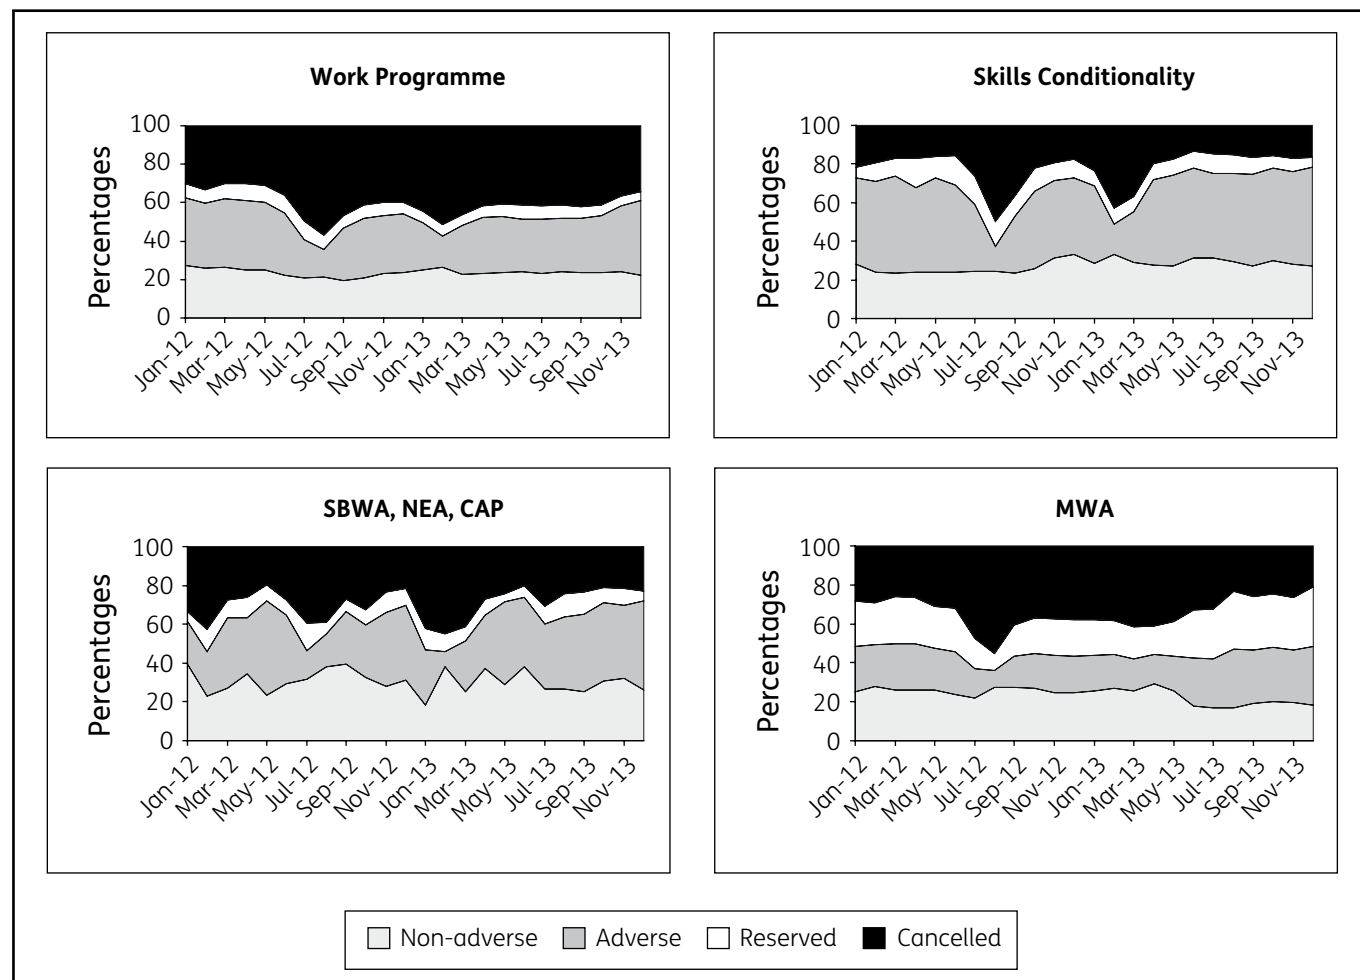 Work Programme
Percentages
100
80
60
40
20
0
Jan-12
Mar-12
May-12
Jul-12
Sep-12
Nov-12
Jan-13
Mar-13
May-13
Jul-13
Sep-13
Nov-13
Skills Conditionality
Percentages
100
80
60
40
20
0
Jan-12
Mar-12
May-12
Jul-12
Sep-12
Nov-12
Jan-13
Mar-13
May-13
Jul-13
Sep-13
Nov-13
SBWA, NEA, CAP
Percentages
100
80
60
40
20
0
Jan-12
Mar-12
May-12
Jul-12
Sep-12
Nov-12
Jan-13
Mar-13
May-13
Jul-13
Sep-13
Nov-13
MWA
Percentages
100
80
60
40
20
0
Jan-12
Mar-12
May-12
Jul-12
Sep-12
Nov-12
Jan-13
Mar-13
May-13
Jul-13
Sep-13
Nov-13
Non-adverse Adverse Reserved Cancelled